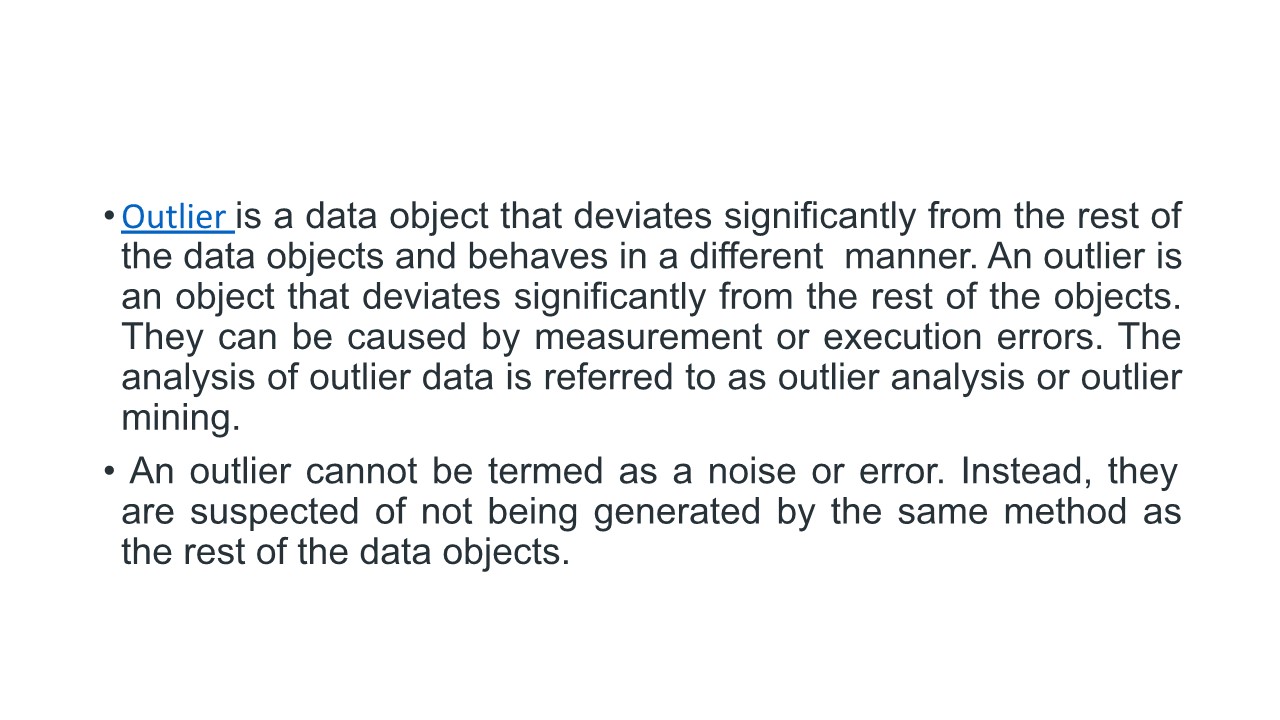 • Outlier is a data object that deviates significantly from the rest of
the data objects and behaves in a different  manner. An outlier is
an object that deviates significantly from the rest of the objects.
They can be caused by measurement or execution errors. The
analysis of outlier data is referred to as outlier analysis or outlier
mining.
• An outlier cannot be termed as a noise or error. Instead, they
are suspected of not being generated by the same method as
the rest of the data objects.